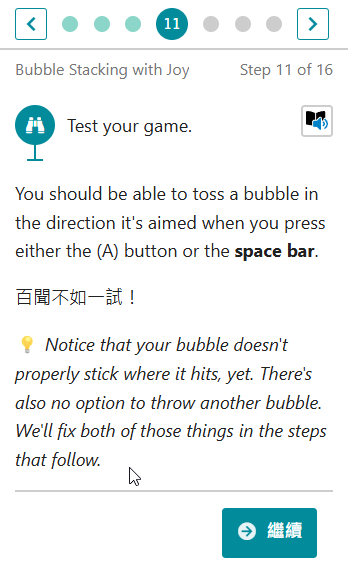 11
Bubble Stacking with Joy
Step 11 of 16
Test your game.
You should be able to toss a bubble in
the direction it's aimed when you press
either the (A) button or the space bar.
百聞不如一試！
Notice that your bubble doesn't
properly stick where it hits, yet. There's
also no option to throw another bubble.
We'll fix both of those things in the steps
that follow.
繼續